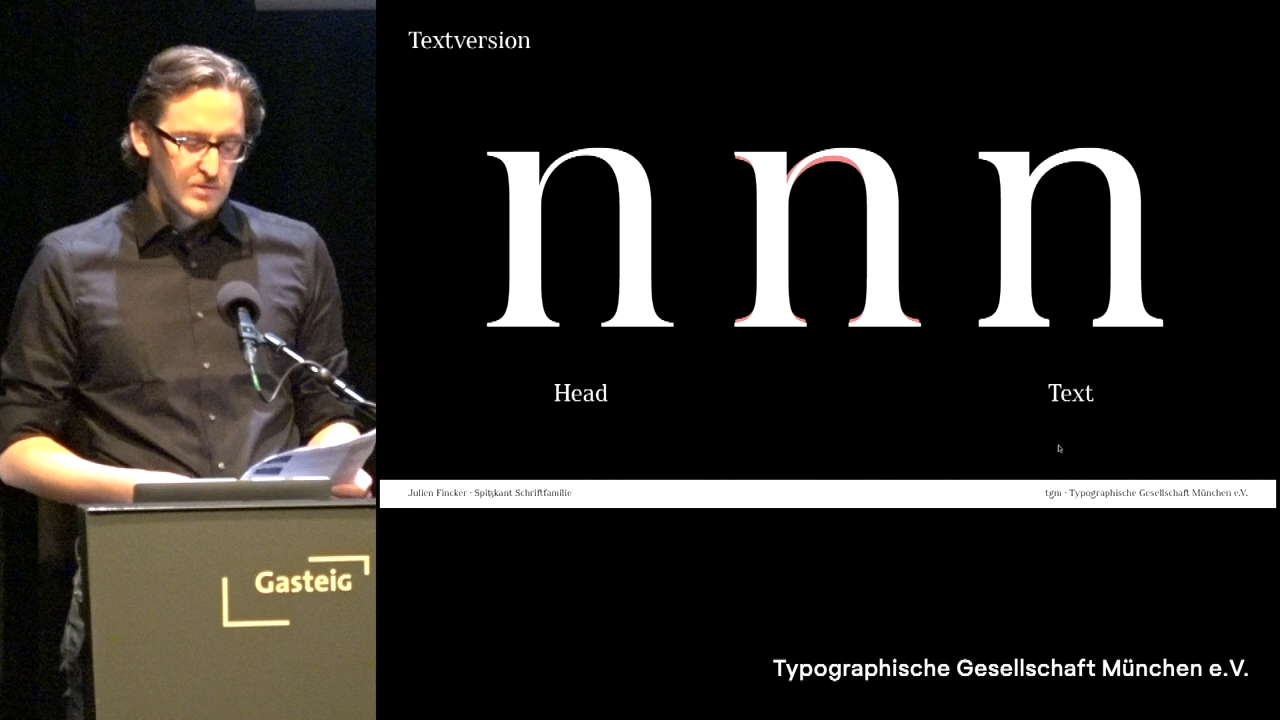 Textversion
n n n
Head Text
Julien Fincker · Spitzkant Schriftfamilie
tgm · Typographische Gesellschaft München e.V.
Gasteig
Typographische Gesellschaft München e.V.